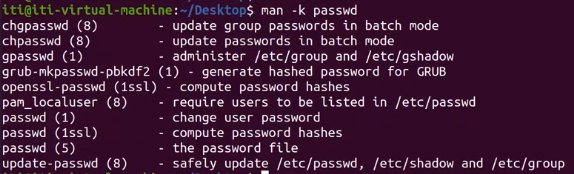 iti@iti-virtual-machine:~/Desktop$ man -k passwd
chgpasswd (8)        - update group passwords in batch mode
chpasswd (8)         - update passwords in batch mode
gpasswd (1)          - administer /etc/group and /etc/gshadow
grub-mkpasswd-pbkdf2 (1) - generate hashed password for GRUB
openssl-passwd (1ssl) - compute password hashes
pam_localuser (8)    - require users to be listed in /etc/passwd
passwd (1)           - change user password
passwd (1ssl)        - compute password hashes
passwd (5)           - the password file
update-passwd (8)    - safely update /etc/passwd, /etc/shadow and /etc/group